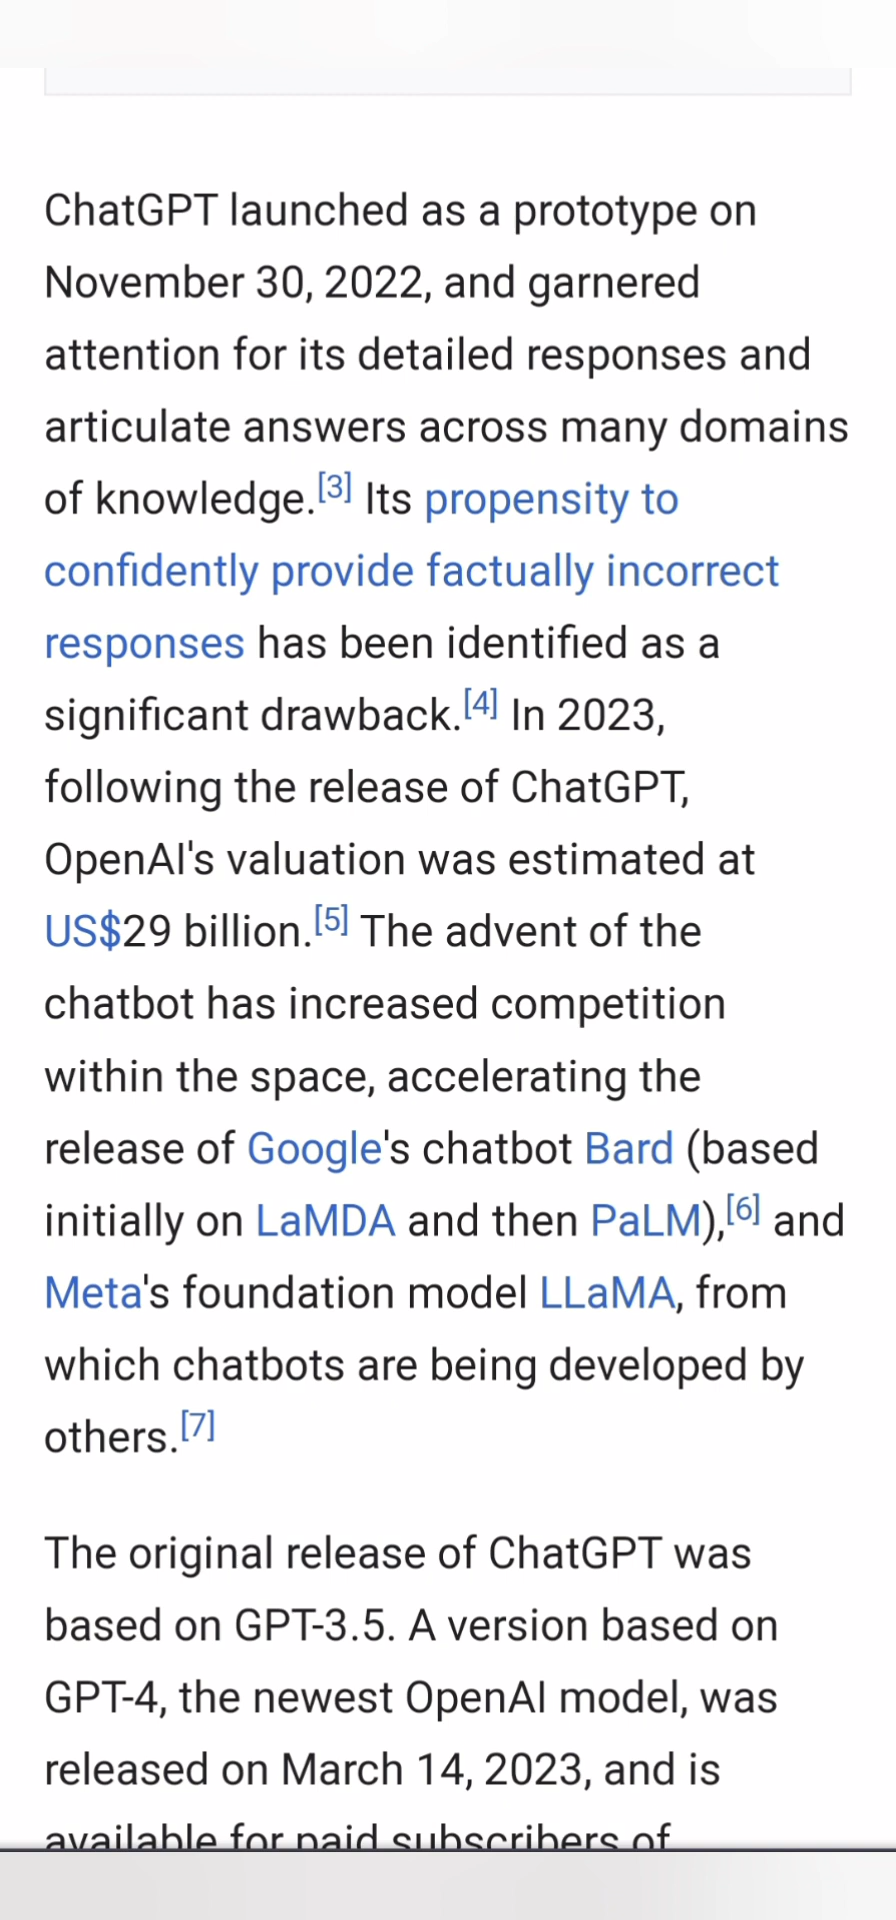 ChatGPT launched as a prototype on
November 30, 2022, and garnered
attention for its detailed responses and
articulate answers across many domains
of knowledge.[3] Its propensity to
confidently provide factually incorrect
responses has been identified as a
significant drawback.[4] In 2023,
following the release of ChatGPT,
OpenAI's valuation was estimated at
US$29 billion.[5] The advent of the
chatbot has increased competition
within the space, accelerating the
release of Google's chatbot Bard (based
initially on LaMDA and then PaLM),[6] and
Meta's foundation model LLaMA, from
which chatbots are being developed by
others.[7]
The original release of ChatGPT was
based on GPT-3.5. A version based on
GPT-4, the newest OpenAI model, was
released on March 14, 2023, and is
available for paid subscribers of